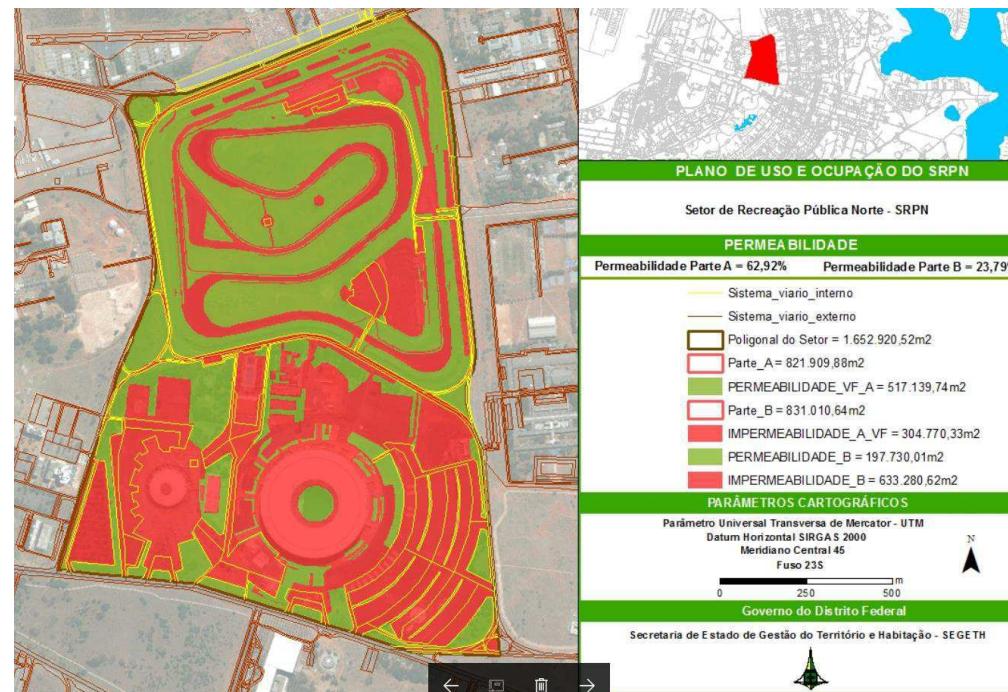 PLANO DE USO E OCUPAÇÃO DO SRPN
Setor de Recreação Pública Norte - SRPN
PERMEABILIDADE
Permeabilidade Parte A = 62,92% Permeabilidade Parte B = 23,79%
Sistema_viario_interno
Sistema_viario_externo
Poligonal do Setor = 1.652.920,52m2
Parte_A = 821.909,88m2
PERMEABILIDADE_VF_A = 517.139,74m2
Parte_B = 831.010,64m2
IMPERMEABILIDADE_A_VF = 304.770,33m2
PERMEABILIDADE_B = 197.730,01m2
IMPERMEABILIDADE_B = 633.280,62m2
PARÂMETROS CARTOGRÁFICOS
Parâmetro Universal Transversa de Mercator - UTM
Datum Horizontal SIRGAS 2000
Meridiano Central 45
Fuso 23S
N
m
0 250 500
Governo do Distrito Federal
Secretaria de Estado de Gestão do Território e Habitação - SEGETH